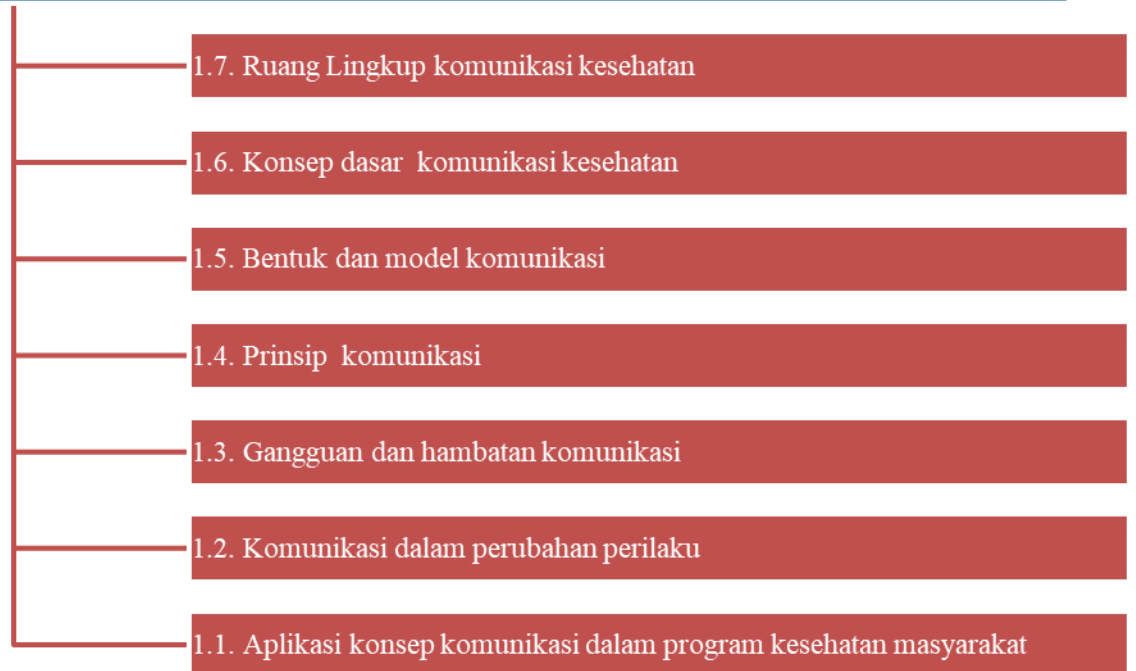 1.7. Ruang Lingkup komunikasi kesehatan
1.6. Konsep dasar  komunikasi kesehatan
1.5. Bentuk dan model komunikasi
1.4. Prinsip  komunikasi
1.3. Gangguan dan hambatan komunikasi
1.2. Komunikasi dalam perubahan perilaku
1.1. Aplikasi konsep komunikasi dalam program kesehatan masyarakat